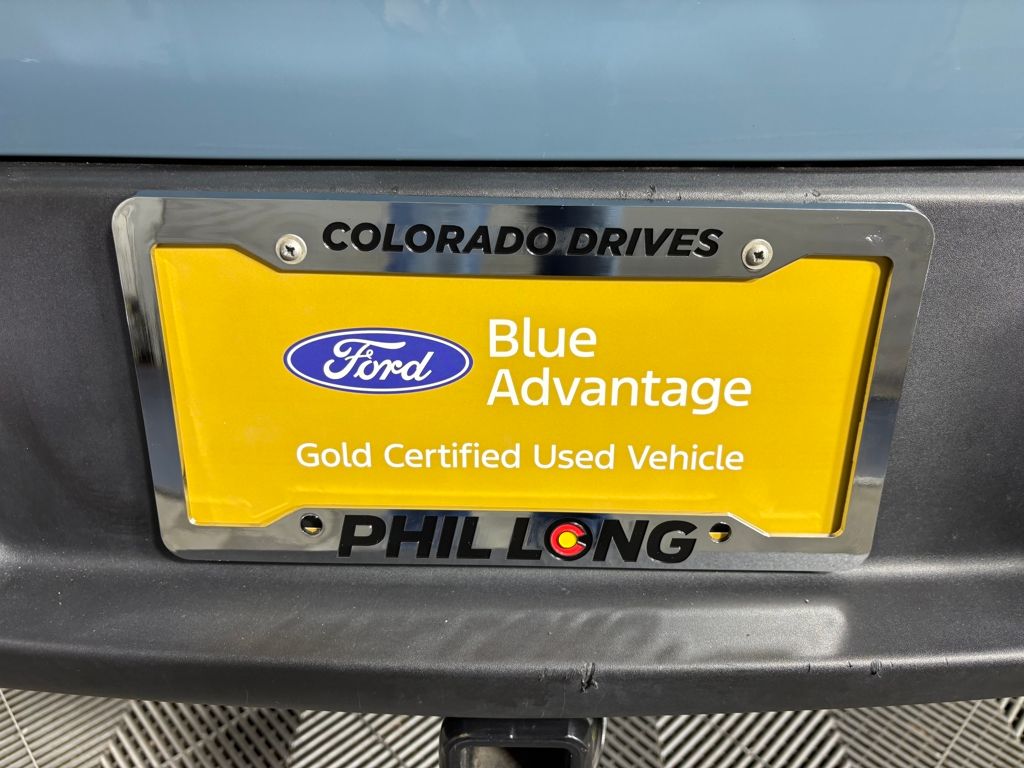 COLORADO DRIVES
Ford
Blue
Advantage
Gold Certified Used Vehicle
PHIL LONG